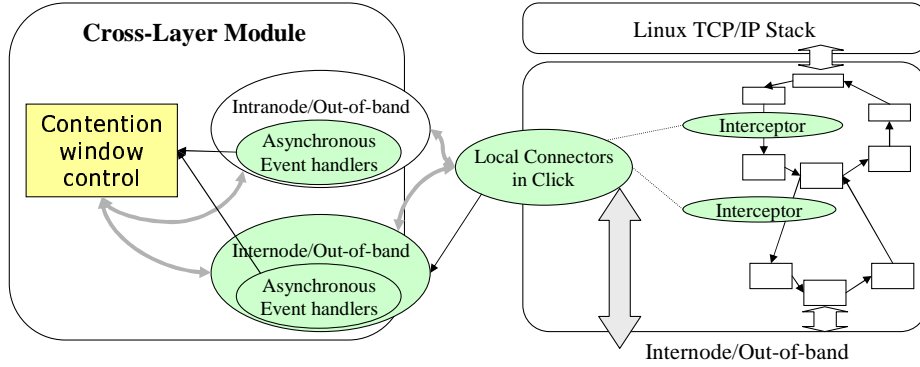 Cross-Layer Module
Linux TCP/IP Stack
Intranode/Out-of-band
Asynchronous
Event handlers
Contention
window
control
Internode/Out-of-band
Asynchronous
Event handlers
Local Connectors
in Click
Interceptor
Interceptor
Internode/Out-of-band